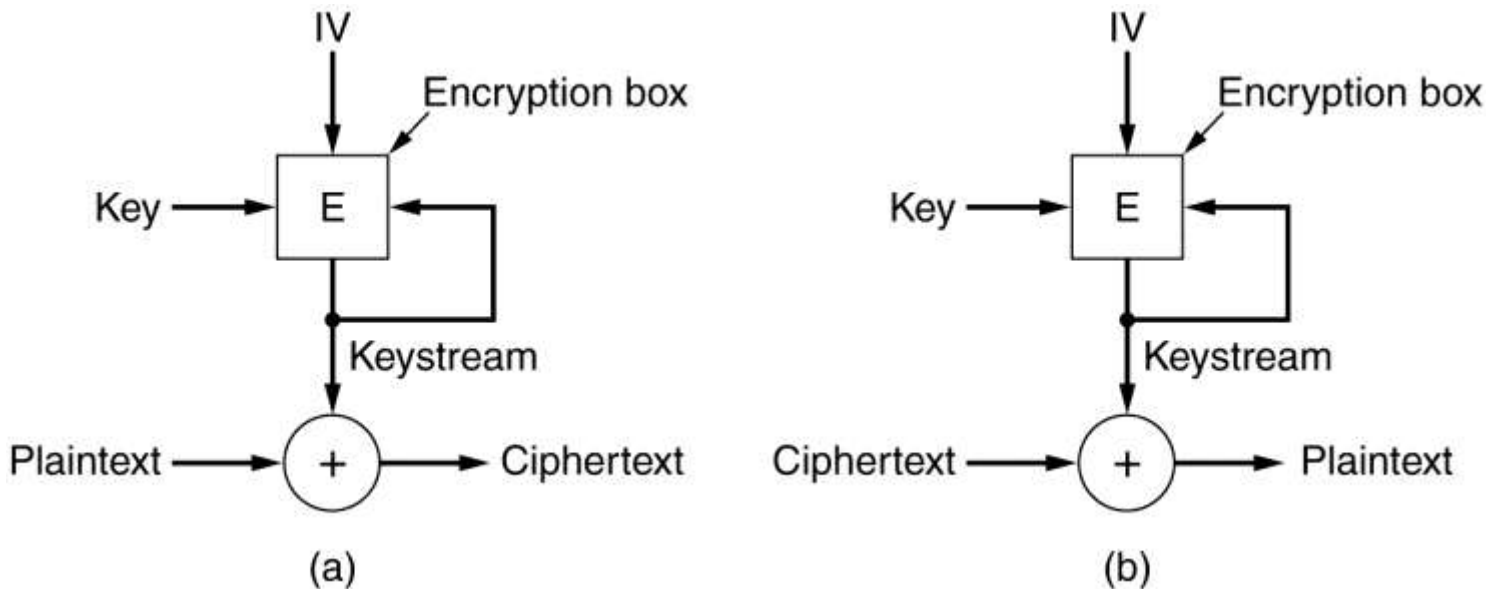 IV
Encryption box
Key
E
Keystream
Plaintext
+
Ciphertext
(a)
IV
Encryption box
Key
E
Keystream
Ciphertext
+
Plaintext
(b)